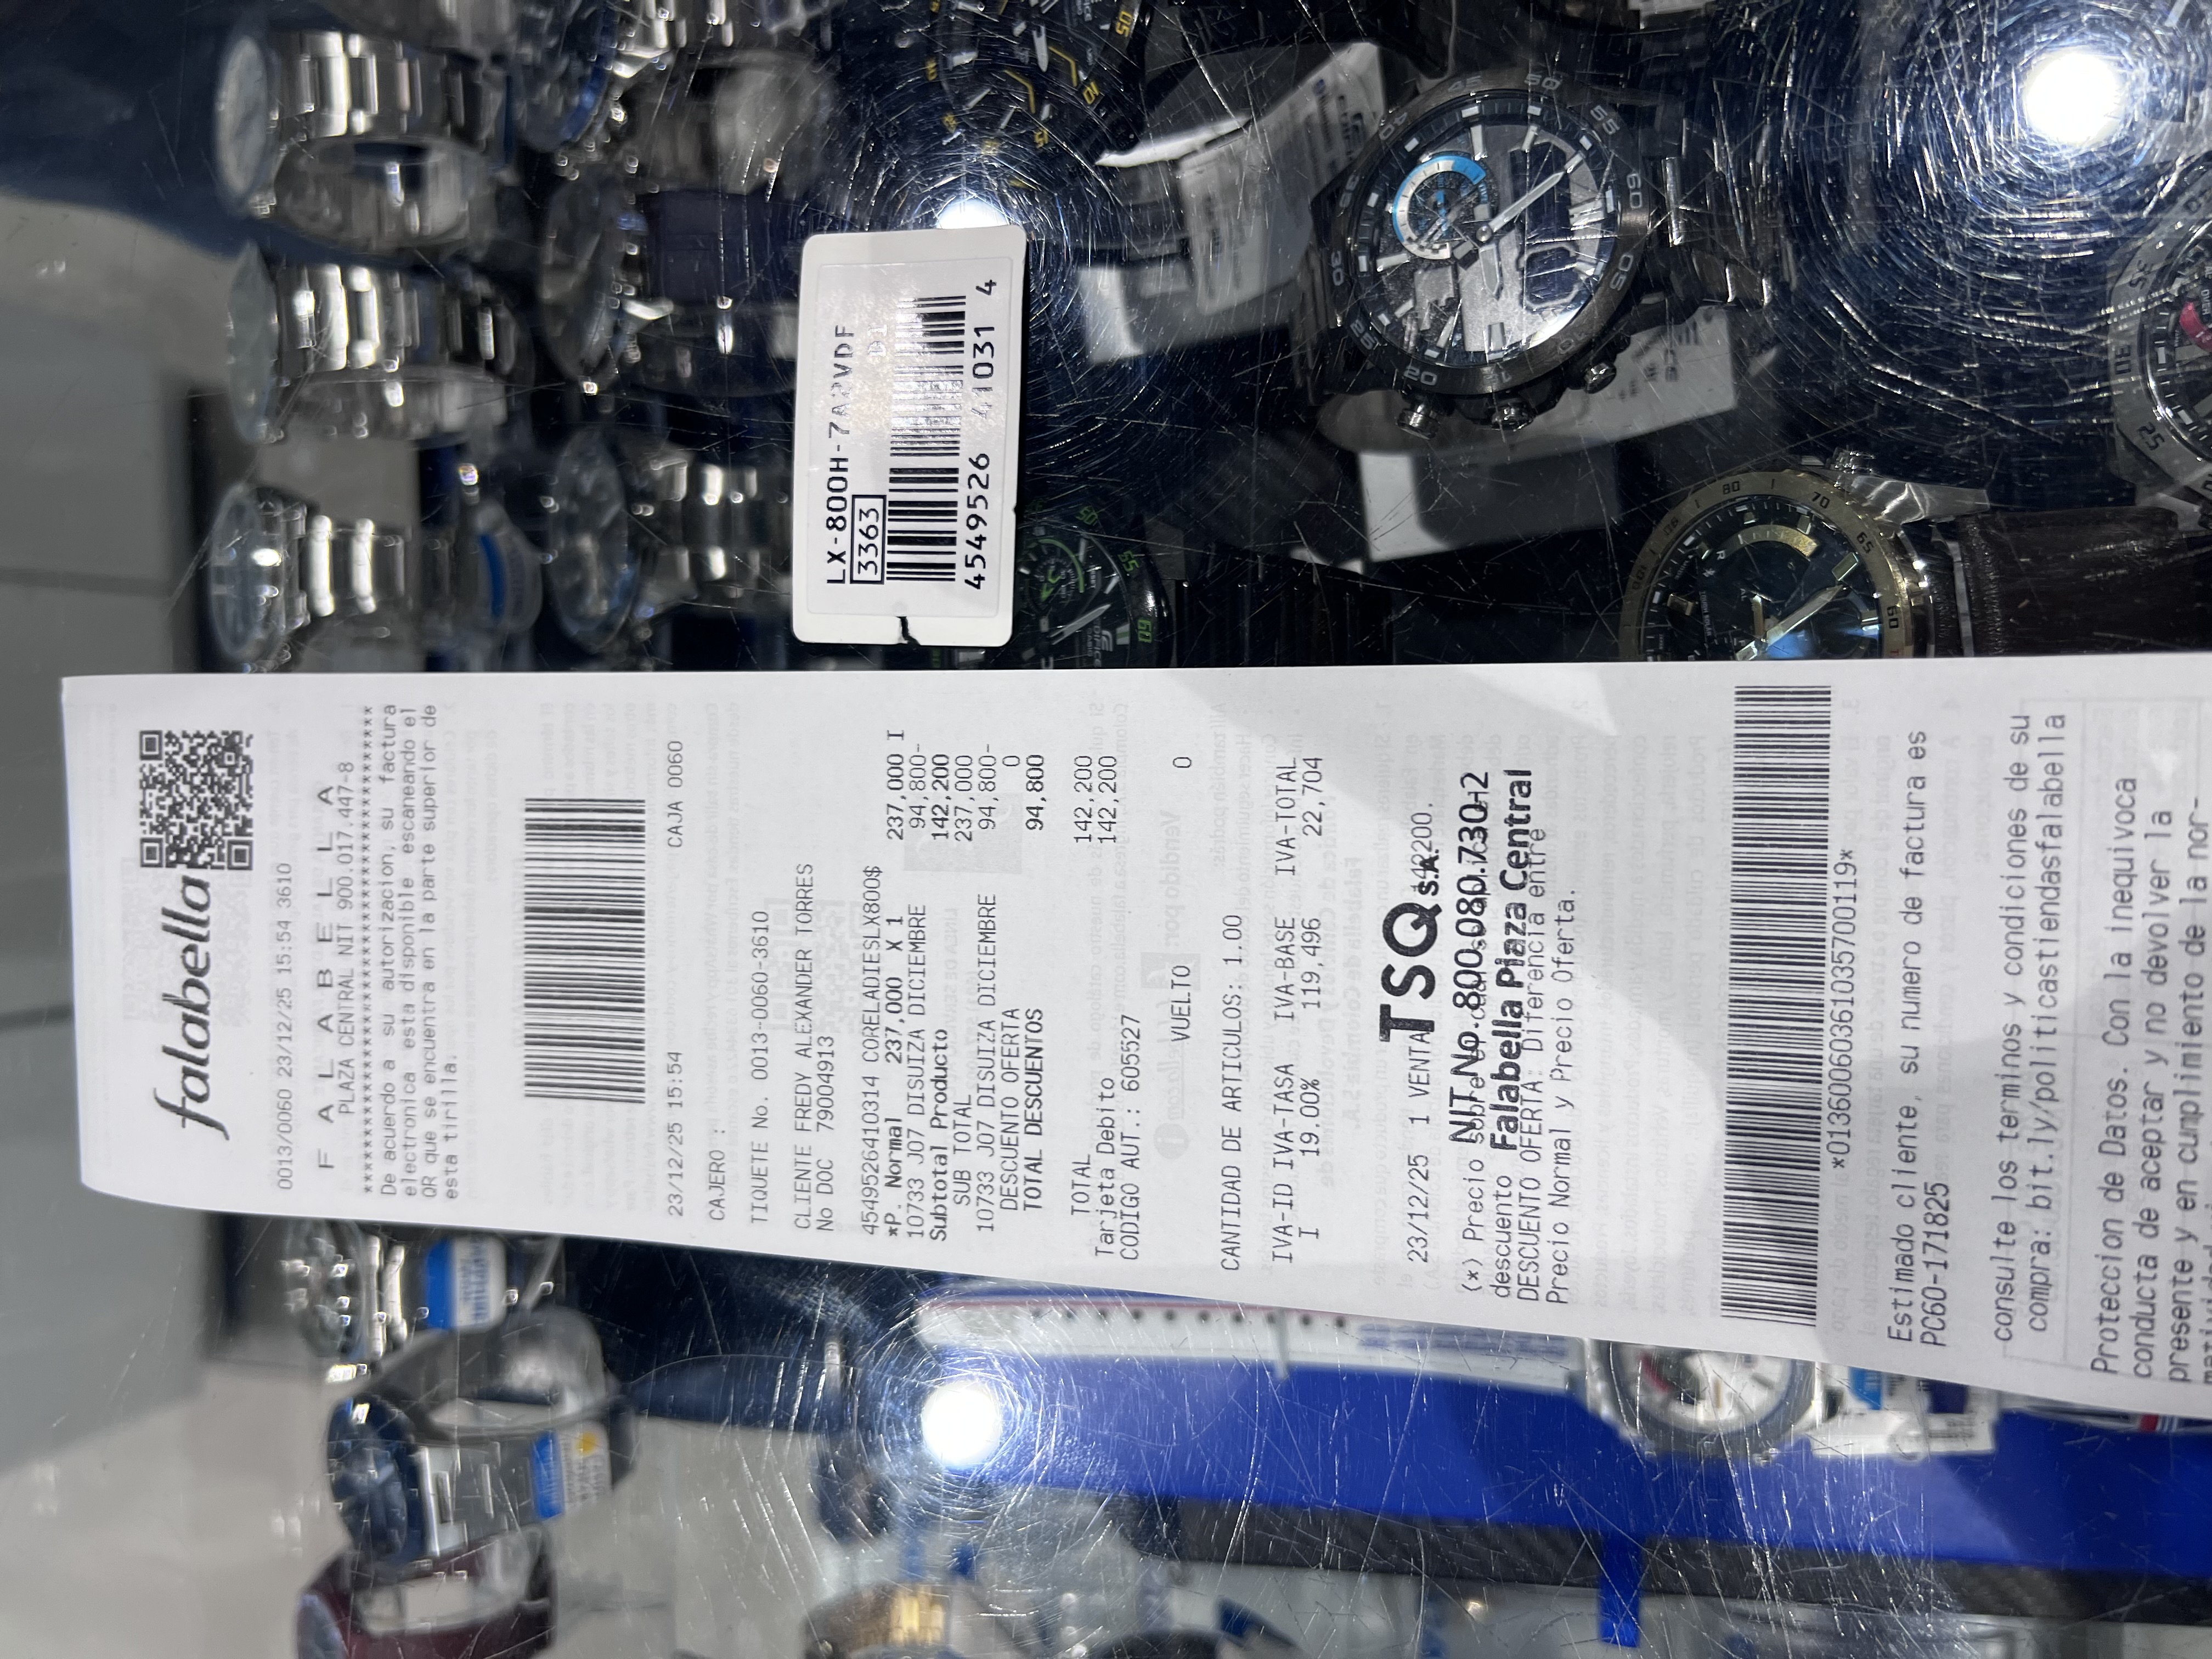 falabella
0013/0060 23/12/25 15:54 3610
F A L A B E L L A
PLAZA CENTRAL NIT 900.017.447-8
****************************************
De acuerdo a su autorizacion, su factura
electronica esta disponible escaneando el
QR que se encuentra en la parte superior de
esta tirilla.
23/12/25 15:54 CAJA 0060
CAJERO :
TIQUETE No. 0013-0060-3610
CLIENTE FREDY ALEXANDER TORRES
No DOC 79004913
4549526410314 CORELADIESLX800$
*P. Normal 237,000 X 1 237,000 I
10733 J07 DISUIZA DICIEMBRE 94,800-
Subtotal Producto 142,200
SUB TOTAL 237,000
10733 J07 DISUIZA DICIEMBRE 94,800-
DESCUENTO OFERTA 0
TOTAL DESCUENTOS 94,800
TOTAL 142,200
Tarjeta Debito 142,200
CODIGO AUT.: 605527
VUELTO 0
CANTIDAD DE ARTICULOS: 1.00
IVA-ID IVA-TASA IVA-BASE IVA-TOTAL
I 19.00% 119,496 22,704
23/12/25 1 VENTA 142200.
TSQ S.A.
(*) Precio sobre
NIT No. 800.080.730-2
descuento
Falabella Plaza Central
DESCUENTO OFERTA: Diferencia entre
Precio Normal y Precio Oferta.
*013600600361035700119*
Estimado cliente, su numero de factura es
PC60-171825
consulte los terminos y condiciones de su
compra: bit.ly/politicastiendasfalabella
Proteccion de Datos. Con la inequivoca
conducta de aceptar y no devolver la
presente y en cumplimiento de la nor-
LX-800H-7A2VDF
3363 D1
4549526 41031 4